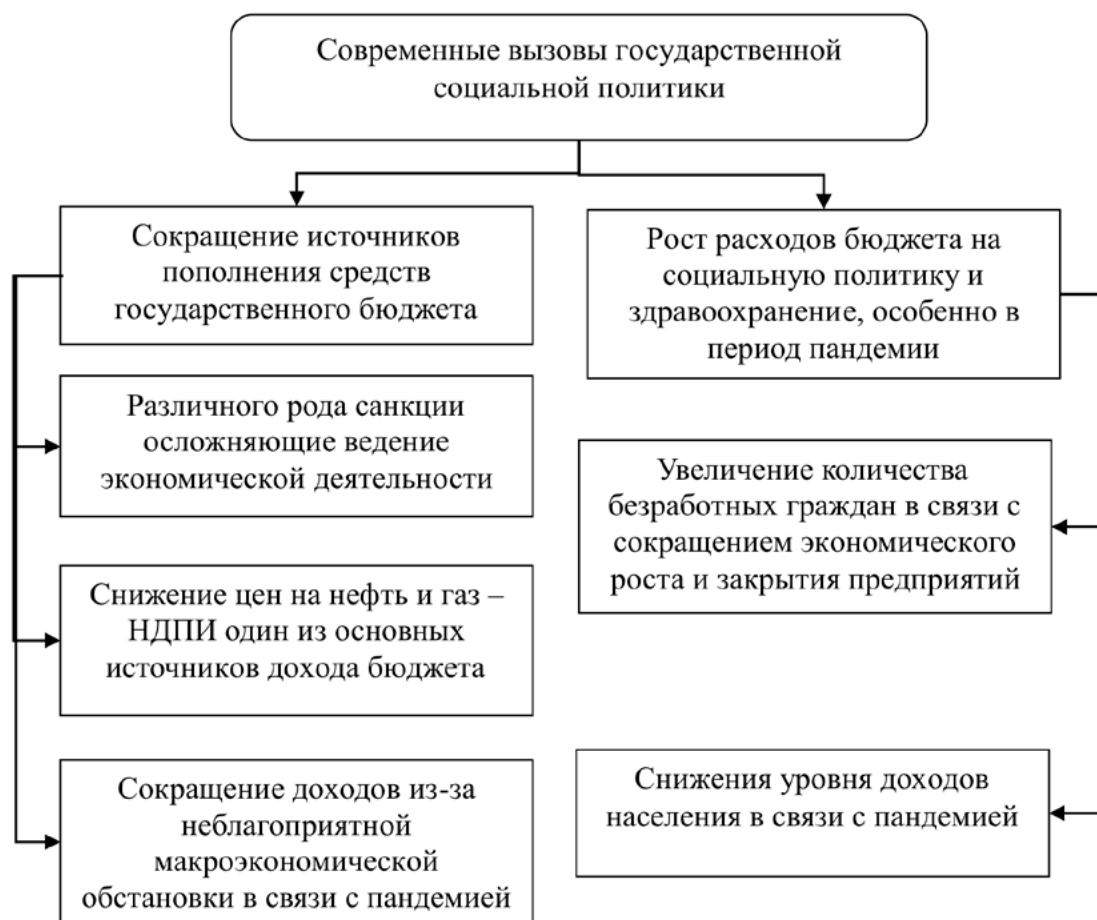 Современные вызовы государственной
социальной политики
Сокращение источников
пополнения средств
государственного бюджета
Различного рода санкции
осложняющие ведение
экономической деятельности
Снижение цен на нефть и газ –
НДПИ один из основных
источников дохода бюджета
Сокращение доходов из-за
неблагоприятной
макроэкономической
обстановки в связи с пандемией
Рост расходов бюджета на
социальную политику и
здравоохранение, особенно в
период пандемии
Увеличение количества
безработных граждан в связи с
сокращением экономического
роста и закрытия предприятий
Снижения уровня доходов
населения в связи с пандемией